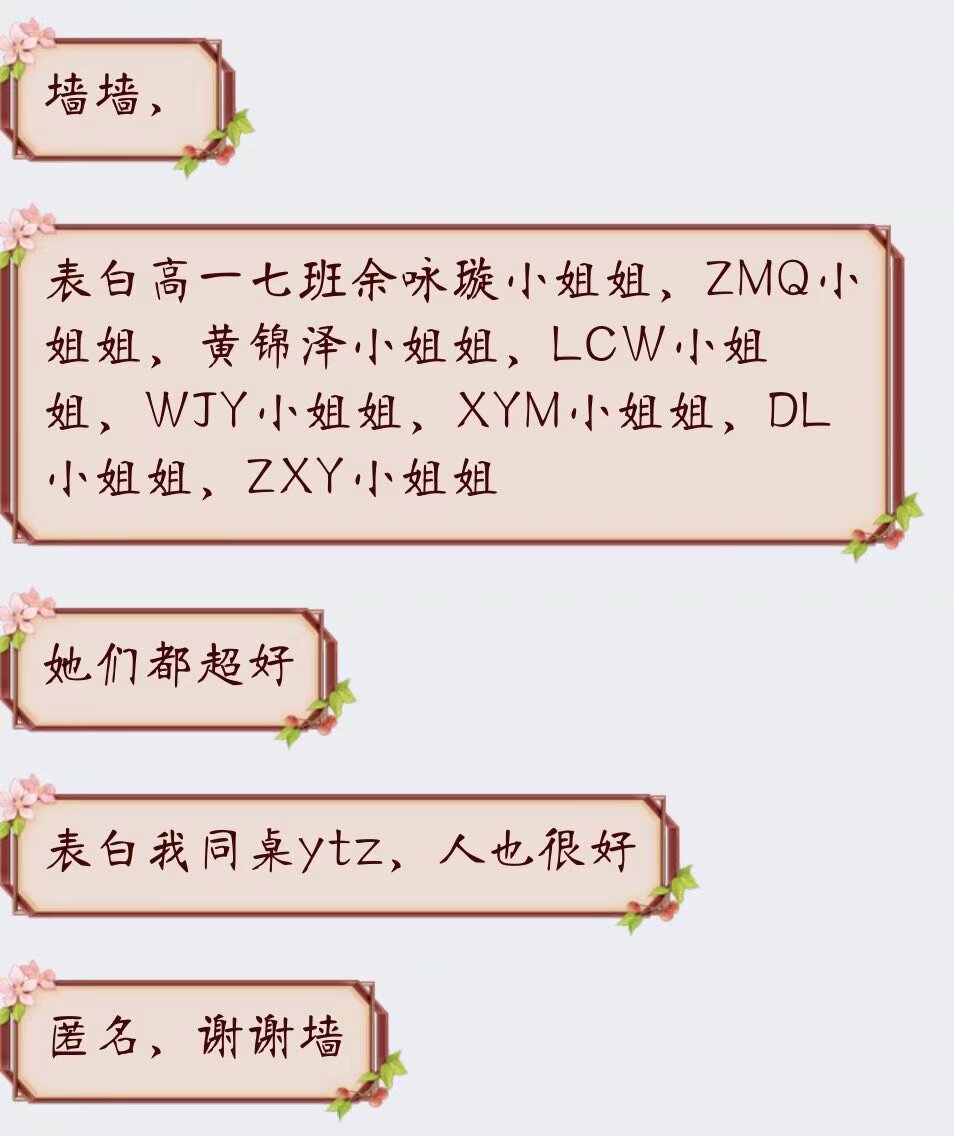 墙墙，
表白高一七班余咏璇小姐姐，ZMQ小
姐姐，黄锦泽小姐姐，LCW小姐
姐，WJY小姐姐，XYM小姐姐，DL
小姐姐、ZXY小姐姐
她们都超好
表白我同桌ytz，人也很好
匿名，谢谢墙